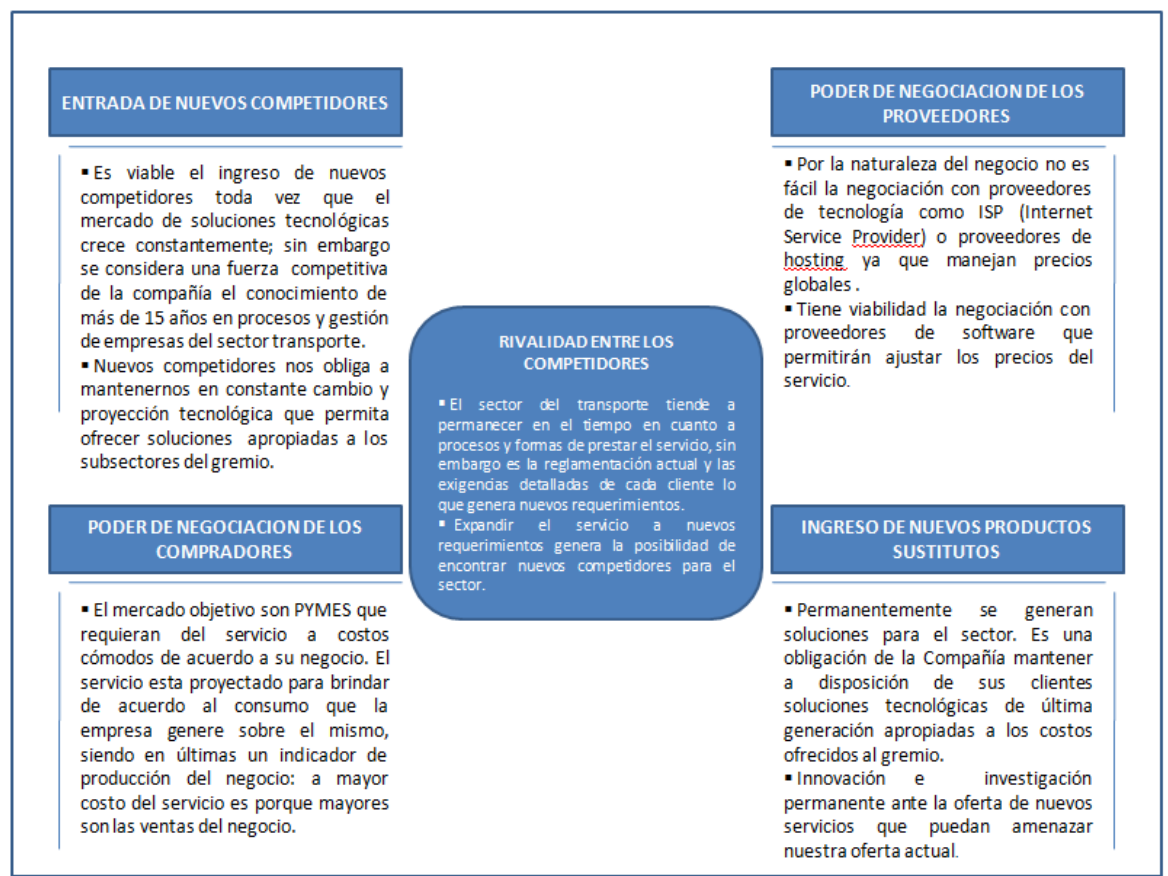 ENTRADA DE NUEVOS COMPETIDORES
▪ Es viable el ingreso de nuevos
competidores toda vez que el
mercado de soluciones tecnológicas
crece constantemente; sin embargo
se considera una fuerza competitiva
de la compañía el conocimiento de
más de 15 años en procesos y gestión
de empresas del sector transporte.
▪ Nuevos competidores nos obliga a
mantenernos en constante cambio y
proyección tecnológica que permita
ofrecer soluciones apropiadas a los
subsectores del gremio.
PODER DE NEGOCIACION DE LOS
PROVEEDORES
▪ Por la naturaleza del negocio no es
fácil la negociación con proveedores
de tecnología como ISP (Internet
Service Provider) o proveedores de
hosting ya que manejan precios
globales .
▪ Tiene viabilidad la negociación con
proveedores de software que
permitirán ajustar los precios del
servicio.
RIVALIDAD ENTRE LOS
COMPETIDORES
▪ El sector del transporte tiende a
permanecer en el tiempo en cuanto a
procesos y formas de prestar el servicio, sin
embargo es la reglamentación actual y las
exigencias detalladas de cada cliente lo
que genera nuevos requerimientos.
▪ Expandir el servicio a nuevos
requerimientos genera la posibilidad de
encontrar nuevos competidores para el
sector.
PODER DE NEGOCIACION DE LOS
COMPRADORES
▪ El mercado objetivo son PYMES que
requieran del servicio a costos
cómodos de acuerdo a su negocio. El
servicio esta proyectado para brindar
de acuerdo al consumo que la
empresa genere sobre el mismo,
siendo en últimas un indicador de
producción del negocio: a mayor
costo del servicio es porque mayores
son las ventas del negocio.
INGRESO DE NUEVOS PRODUCTOS
SUSTITUTOS
▪ Permanentemente se generan
soluciones para el sector. Es una
obligación de la Compañía mantener
a disposición de sus clientes
soluciones tecnológicas de última
generación apropiadas a los costos
ofrecidos al gremio.
▪ Innovación e investigación
permanente ante la oferta de nuevos
servicios que puedan amenazar
nuestra oferta actual.